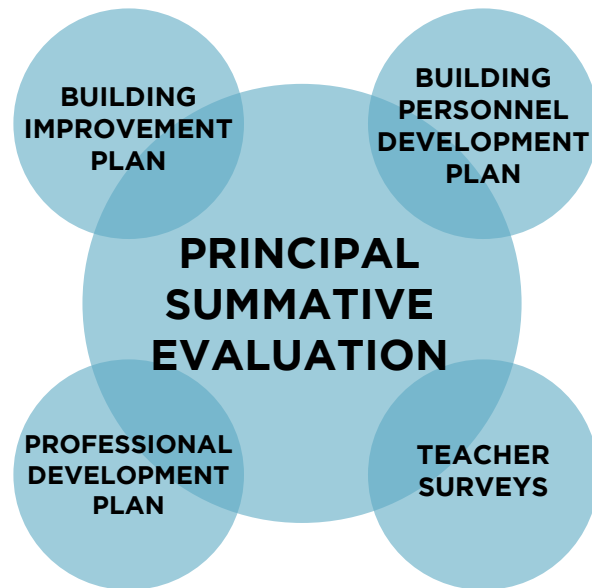 BUILDING
IMPROVEMENT
PLAN
BUILDING
PERSONNEL
DEVELOPMENT
PLAN
PRINCIPAL
SUMMATIVE
EVALUATION
PROFESSIONAL
DEVELOPMENT
PLAN
TEACHER
SURVEYS